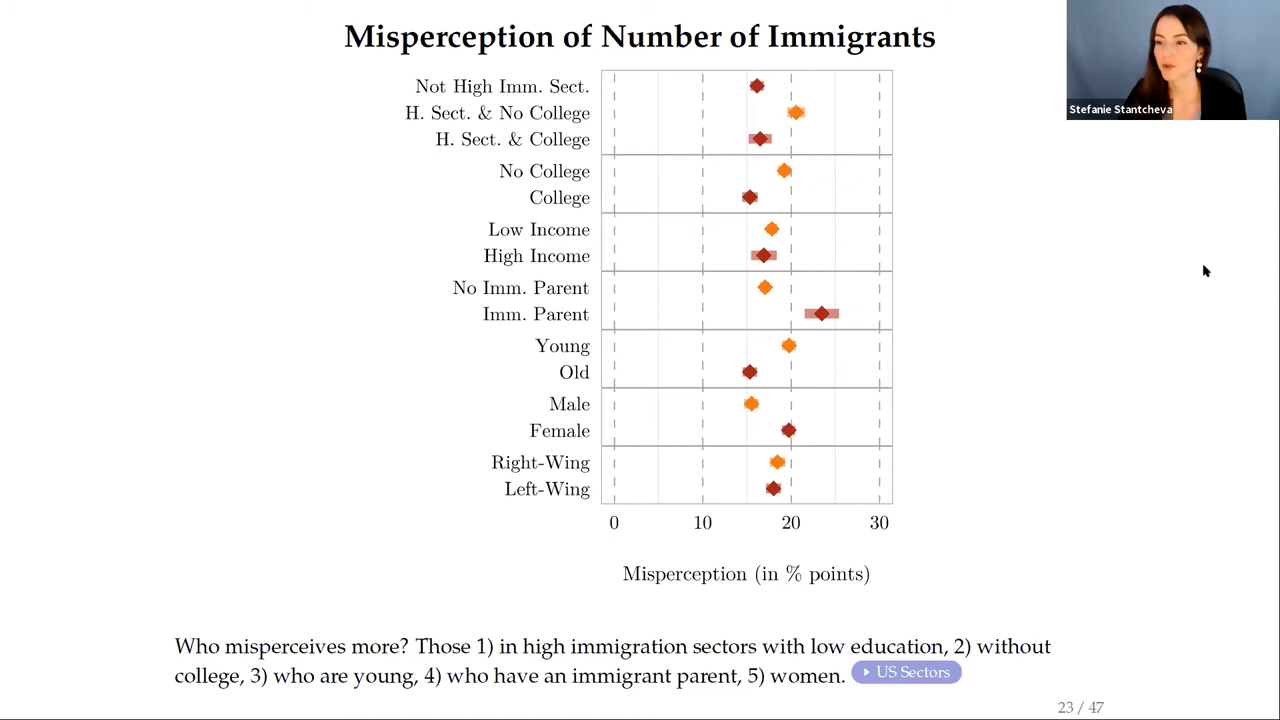 Misperception of Number of Immigrants
Stefanie Stantcheva
Not High Imm. Sect.
H. Sect. & No College
H. Sect. & College
No College
College
Low Income
High Income
No Imm. Parent
Imm. Parent
Young
Old
Male
Female
Right-Wing
Left-Wing
0 10 20 30
Misperception (in % points)
Who misperceives more? Those 1) in high immigration sectors with low education, 2) without
college, 3) who are young, 4) who have an immigrant parent, 5) women. US Sectors
23 / 47